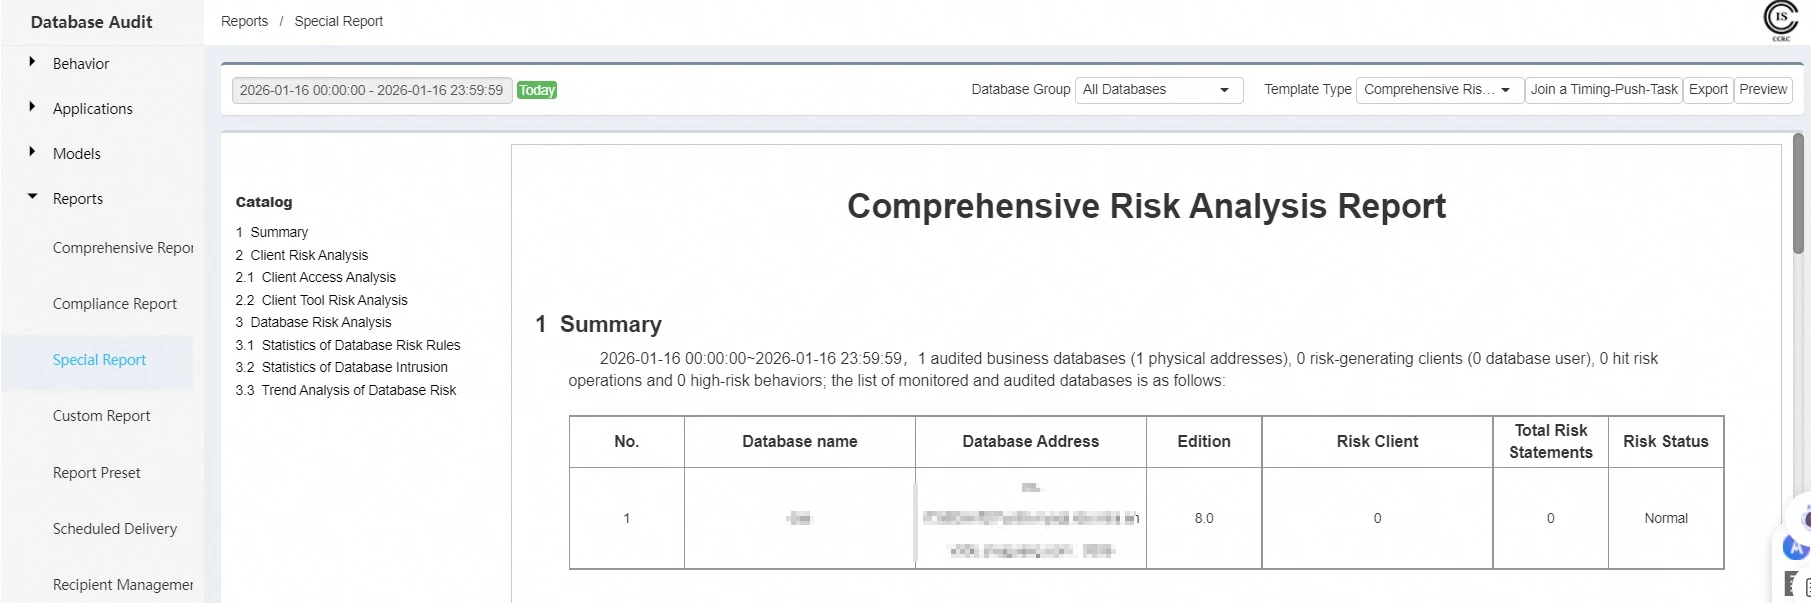 Database Audit
Reports / Special Report
IS
CCRC
Behavior
Applications
Models
Reports
Comprehensive Repor
Compliance Report
Special Report
Custom Report
Report Preset
Scheduled Delivery
Recipient Managemen
2026-01-16 00:00:00 - 2026-01-16 23:59:59 Today
Database Group All Databases Template Type Comprehensive Ris... Join a Timing-Push-Task Export Preview
Catalog
1 Summary
2 Client Risk Analysis
2.1 Client Access Analysis
2.2 Client Tool Risk Analysis
3 Database Risk Analysis
3.1 Statistics of Database Risk Rules
3.2 Statistics of Database Intrusion
3.3 Trend Analysis of Database Risk
Comprehensive Risk Analysis Report
1 Summary
2026-01-16 00:00:00~2026-01-16 23:59:59，1 audited business databases (1 physical addresses), 0 risk-generating clients (0 database user), 0 hit risk
operations and 0 high-risk behaviors; the list of monitored and audited databases is as follows:
No. Database name Database Address Edition Risk Client Total Risk Statements Risk Status
1 8.0 0 0 Normal
A